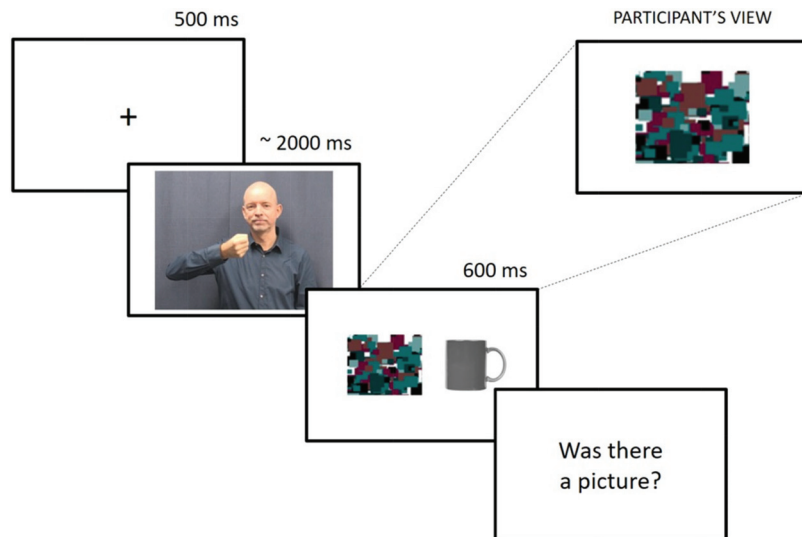 500 ms
PARTICIPANT'S VIEW
+
~ 2000 ms
600 ms
Was there
a picture?